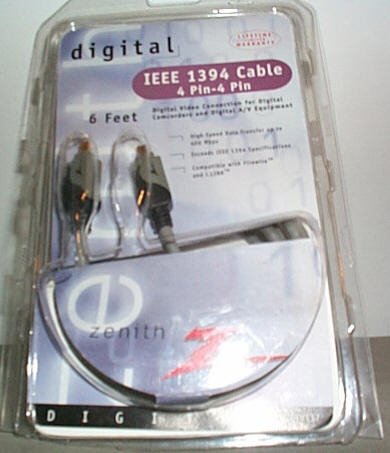 digital
LIFETIME
WARRANTY
IEEE 1394 Cable
4 Pin-4 Pin
6 Feet
Digital Video Connection for Digital
Camcorders and Digital A/V Equipment
High Speed Data Transfer up to
400 Mbps
Exceeds IEEE 1394 Specifications
Compatible with Firewire™
and i.LINK™
zenith
D I G I